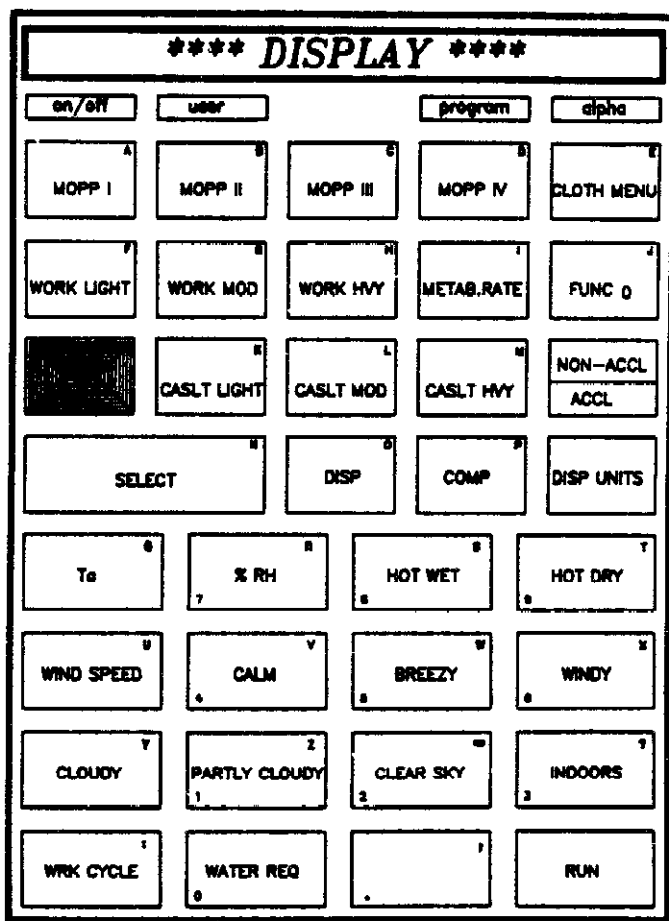 **** DISPLAY ****
on/off user program alpha
A B C D E
MOPP I MOPP II MOPP III MOPP IV CLOTH MENU
F G H I J
WORK LIGHT WORK MOD WORK HVY METAB.RATE FUNC
K L M
NON-ACCL
CASLT LIGHT CASLT MOD CASLT HVY
ACCL
N O P
SELECT DISP COMP DISP UNITS
Q R S T
Ta % RH HOT WET HOT DRY
7 8 9
U V W X
WIND SPEED CALM BREEZY WINDY
4 5 6
Y Z = ?
CLOUDY PARTLY CLOUDY CLEAR SKY INDOORS
1 2 3
:
WRK CYCLE WATER REQ RUN
0 .